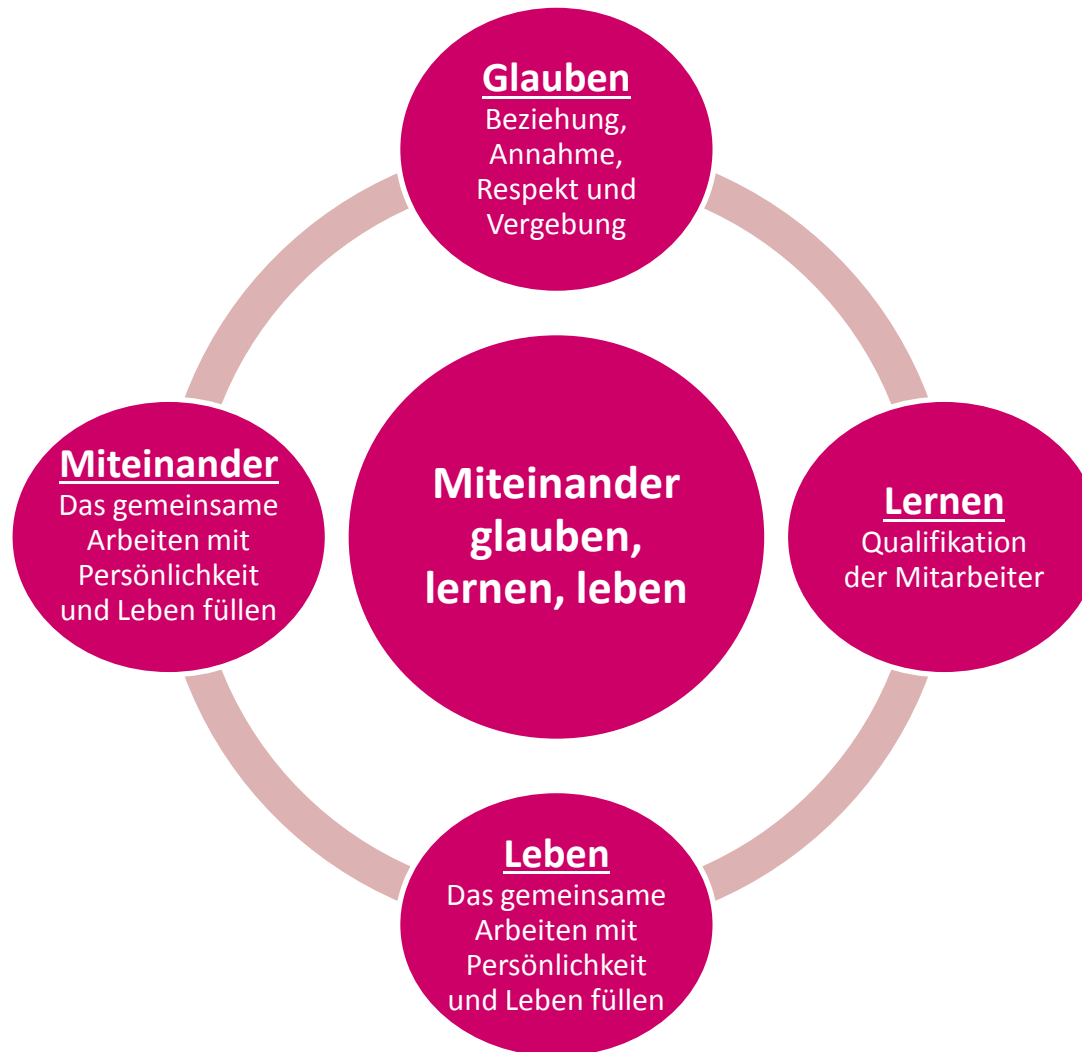 Glauben
Beziehung,
Annahme,
Respekt und
Vergebung
Miteinander
Das gemeinsame
Arbeiten mit
Persönlichkeit
und Leben füllen
Miteinander
glauben,
lernen, leben
Lernen
Qualifikation
der Mitarbeiter
Leben
Das gemeinsame
Arbeiten mit
Persönlichkeit
und Leben füllen